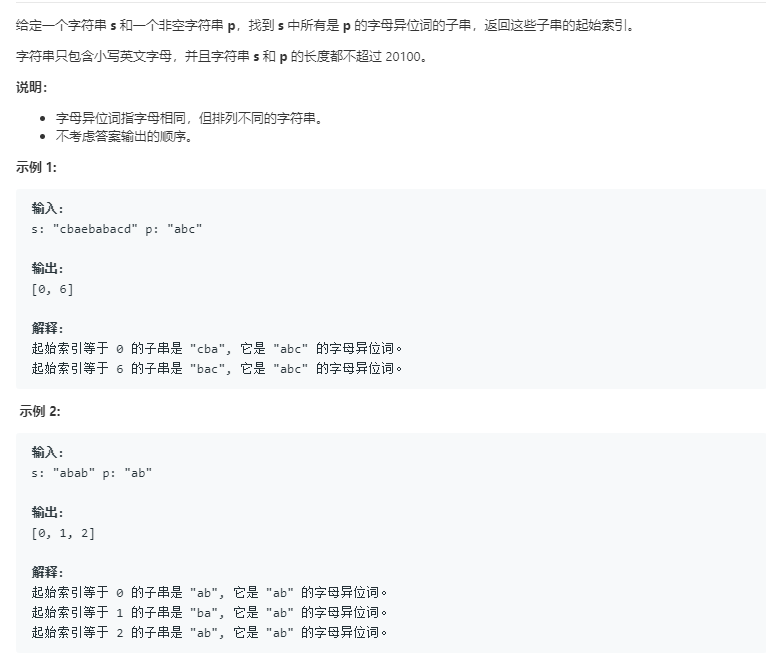 给定一个字符串 s 和一个非空字符串 p，找到 s 中所有是 p 的字母异位词的子串，返回这些子串的起始索引。
字符串只包含小写英文字母，并且字符串 s 和 p 的长度都不超过 20100。
说明：
字母异位词指字母相同，但排列不同的字符串。
不考虑答案输出的顺序。
示例 1:
输入:
s: "cbaebabacd" p: "abc"
输出:
[0, 6]
解释:
起始索引等于 0 的子串是 "cba", 它是 "abc" 的字母异位词。
起始索引等于 6 的子串是 "bac", 它是 "abc" 的字母异位词。
示例 2:
输入:
s: "abab" p: "ab"
输出:
[0, 1, 2]
解释:
起始索引等于 0 的子串是 "ab", 它是 "ab" 的字母异位词。
起始索引等于 1 的子串是 "ba", 它是 "ab" 的字母异位词。
起始索引等于 2 的子串是 "ab", 它是 "ab" 的字母异位词。